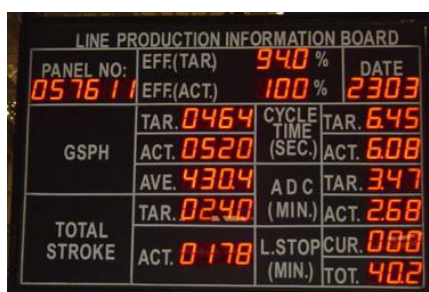 LINE PRODUCTION INFORMATION BOARD
PANEL NO: EFF.(TAR) 94.0 % DATE
057611 EFF.(ACT.) 100 % 2303
GSPH TAR. 0464 CYCLE TIME (SEC.) TAR. 6.45
ACT. 0520 ACT. 6.08
AVE. 430.4 ADC (MIN.) TAR. 3.47
TOTAL STROKE TAR. 0240 ACT. 2.68
ACT. 0178 L.STOP (MIN.) CUR. 00.0
TOT. 40.2